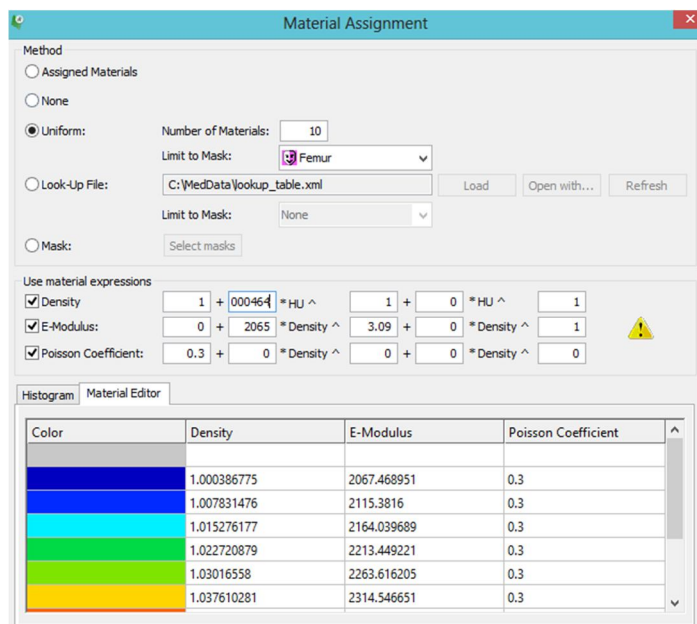 Material Assignment
Method
Assigned Materials
None
Uniform: Number of Materials: 10
Limit to Mask: Femur
Look-Up File: C:\MedData\lookup_table.xml Load Open with... Refresh
Limit to Mask: None
Mask: Select masks
Use material expressions
Density 1 + 000464 * HU ^ 1 + 0 * HU ^ 1
E-Modulus: 0 + 2065 * Density ^ 3.09 + 0 * Density ^ 1
Poisson Coefficient: 0.3 + 0 * Density ^ 0 + 0 * Density ^ 0
Histogram Material Editor
Color Density E-Modulus Poisson Coefficient
1.000386775 2067.468951 0.3
1.007831476 2115.3816 0.3
1.015276177 2164.039689 0.3
1.022720879 2213.449221 0.3
1.03016558 2263.616205 0.3
1.037610281 2314.546651 0.3